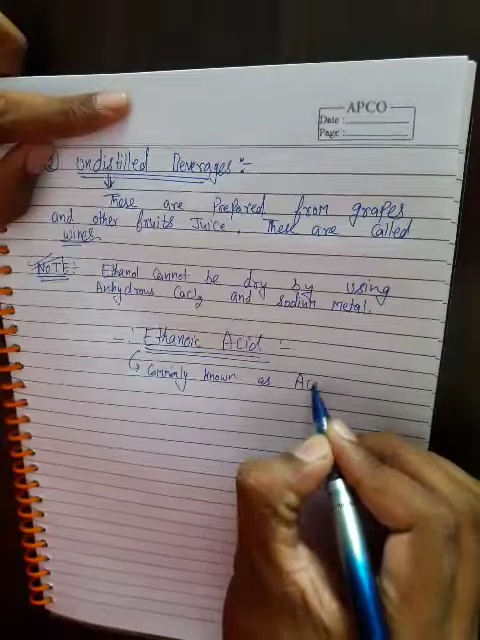 APCO
Date :
Page :
2) Undistilled Beverages :-
These are Prepared from grapes
and other fruits Juice. These are Called
wines.
NOTE :- Ethanol Cannot be dry by using
Anhydrous CaCl2 and sodium metal.
-: Ethanoic Acid :-
Commonly known as Ac